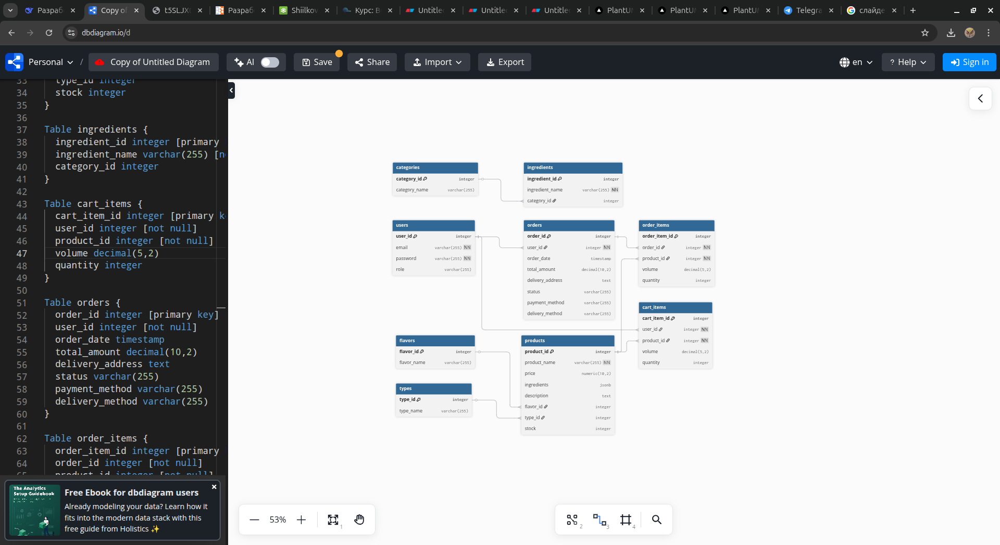 Разраб
Copy of
t5SLJX
Разраб
Shiilkov
Курс: В
Untitle
Untitle
Untitle
PlantU
PlantU
PlantU
Telegra
слайде
dbdiagram.io/d
Personal / Copy of Untitled Diagram
AI
Save
Share
Import
Export
en
? Help
Sign in
33 type_id integer
34 stock integer
35 }
36
37 Table ingredients {
38 ingredient_id integer [primary
39 ingredient_name varchar(255) [n
40 category_id integer
41 }
42
43 Table cart_items {
44 cart_item_id integer [primary k
45 user_id integer [not null]
46 product_id integer [not null]
47 volume decimal(5,2)
48 quantity integer
49 }
50
51 Table orders {
52 order_id integer [primary key]
53 user_id integer [not null]
54 order_date timestamp
55 total_amount decimal(10,2)
56 delivery_address text
57 status varchar(255)
58 payment_method varchar(255)
59 delivery_method varchar(255)
60 }
61
62 Table order_items {
63 order_item_id integer [primary
64 order_id integer [not null]
65 product_id integer [not null]
The Analytics
Setup Guidebook
Free Ebook for dbdiagram users
Already modeling your data? Learn how it
fits into the modern data stack with this
free guide from Holistics ✨
categories
category_id integer
category_name varchar(255)
ingredients
ingredient_id integer
ingredient_name varchar(255) NN
category_id integer
users
user_id integer
email varchar(255) NN
password varchar(255) NN
role varchar(255)
orders
order_id integer
user_id integer NN
order_date timestamp
total_amount decimal(10,2)
delivery_address text
status varchar(255)
payment_method varchar(255)
delivery_method varchar(255)
order_items
order_item_id integer
order_id integer NN
product_id integer NN
volume decimal(5,2)
quantity integer
cart_items
cart_item_id integer
user_id integer NN
product_id integer NN
volume decimal(5,2)
quantity integer
flavors
flavor_id integer
flavor_name varchar(255)
products
product_id integer
product_name varchar(255) NN
price numeric(10,2)
ingredients jsonb
description text
flavor_id integer
type_id integer
stock integer
types
type_id integer
type_name varchar(255)
53%
1
2
3
4